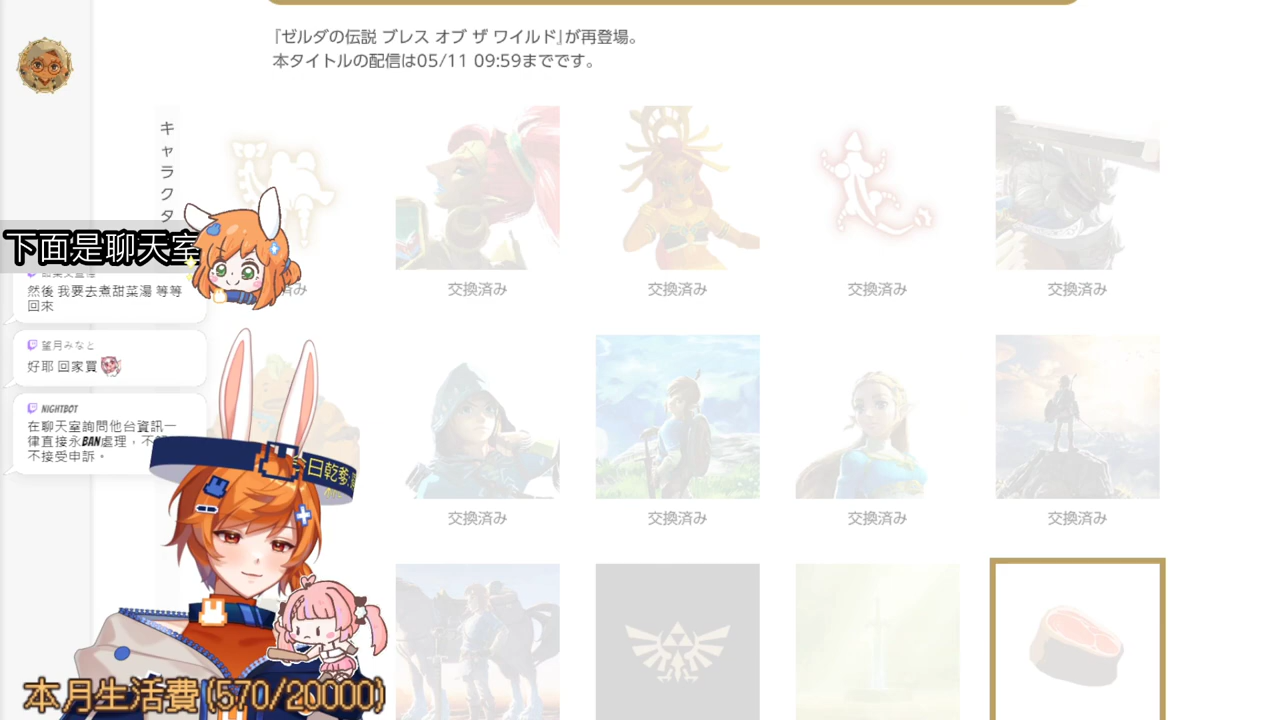 『ゼルダの伝説 ブレス オブ ザ ワイルド』が再登場。
本タイトルの配信は05/11 09:59までです。
キャラクタ
下面是聊天室
然後 我要去煮甜菜湯 等等
回來
望月みなと
好耶 回家買
NIGHTBOT
在聊天室詢問他台資訊一
律直接永BAN處理，不
不接受申訴。
済み
交換済み
交換済み
交換済み
交換済み
交換済み
交換済み
交換済み
交換済み
今日乾爹
本月生活費(570/20000)